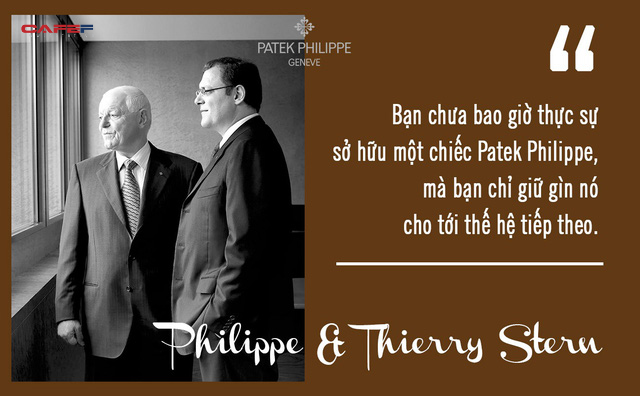 CAFEF
PATEK PHILIPPE
GENEVE
“
Bạn chưa bao giờ thực sự
sở hữu một chiếc Patek Philippe,
mà bạn chỉ giữ gìn nó
cho tới thế hệ tiếp theo.
Philippe & Thierry Stern